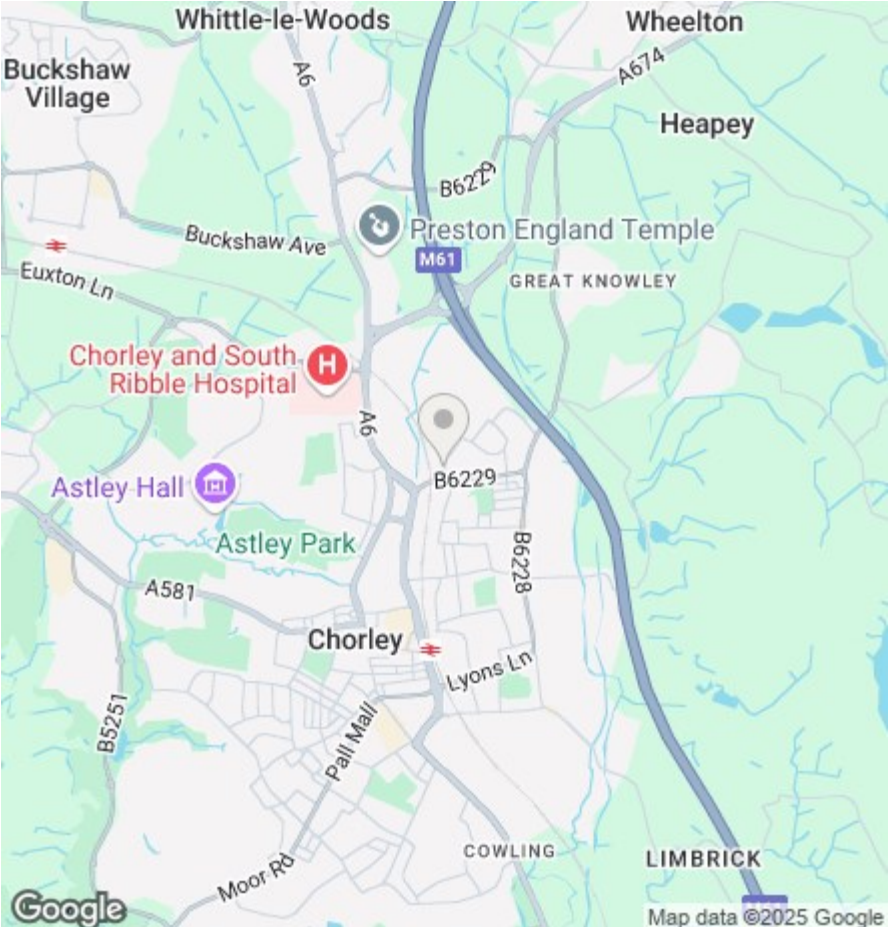 Whittle-le-Woods
Wheelton
A6
A674
Buckshaw
Village
Heapey
B6229
Buckshaw Ave
Preston England Temple
M61
Euxton Ln
GREAT KNOWLEY
Chorley and South
Ribble Hospital
H
A6
B6229
Astley Hall
Astley Park
B6228
A581
Chorley
Lyons Ln
B5251
Pall Mall
COWLING
LIMBRICK
Moor Rd
Google
Map data ©2025 Google